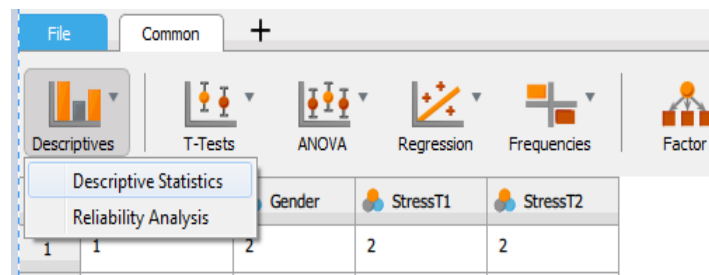 File Common +
Descriptives T-Tests ANOVA Regression Frequencies Factor
Descriptive Statistics
Reliability Analysis
Gender StressT1 StressT2
1 1 2 2 2